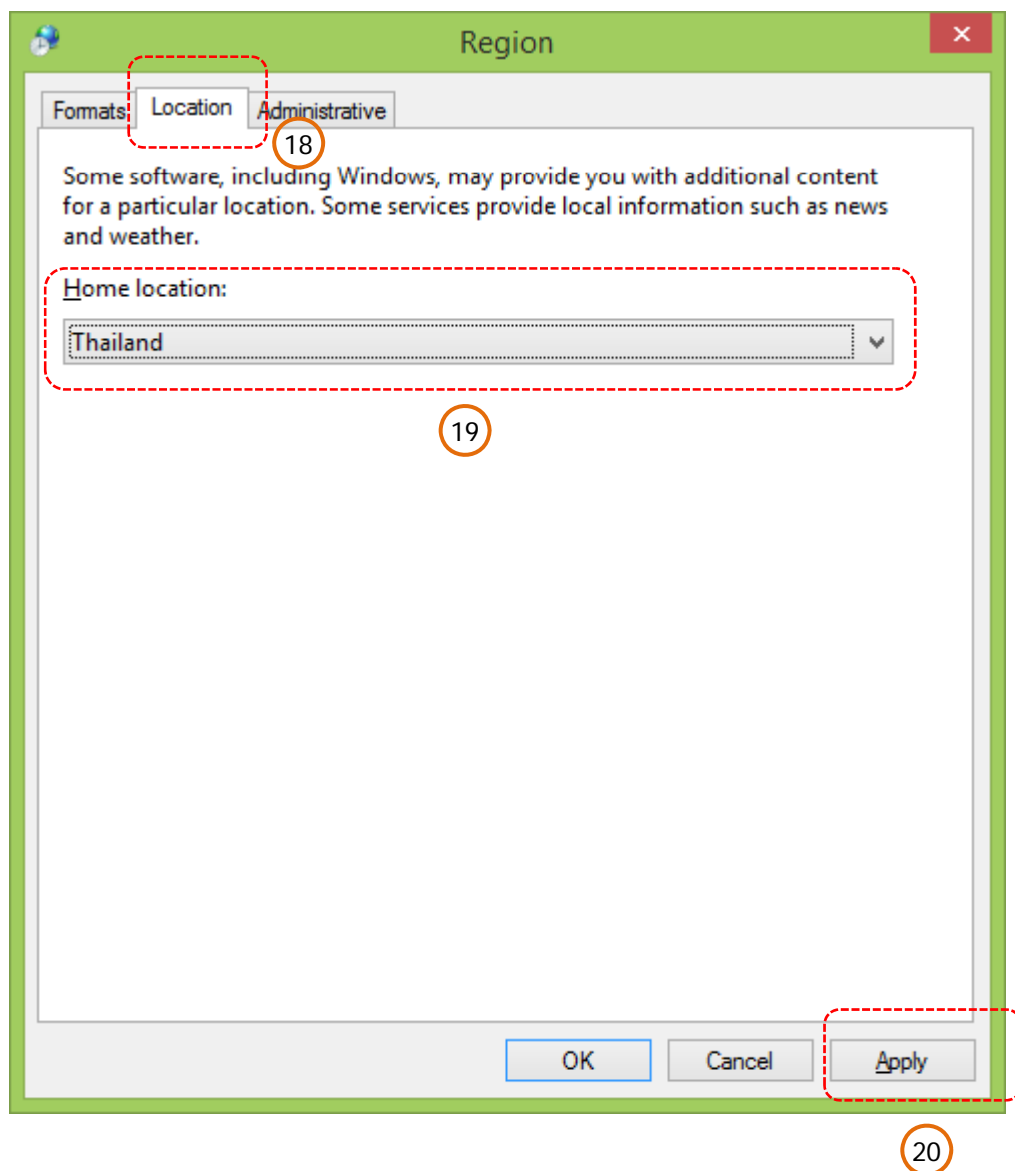 Region
Formats Location Administrative
18
Some software, including Windows, may provide you with additional content
for a particular location. Some services provide local information such as news
and weather.
Home location:
Thailand
19
OK Cancel Apply
20